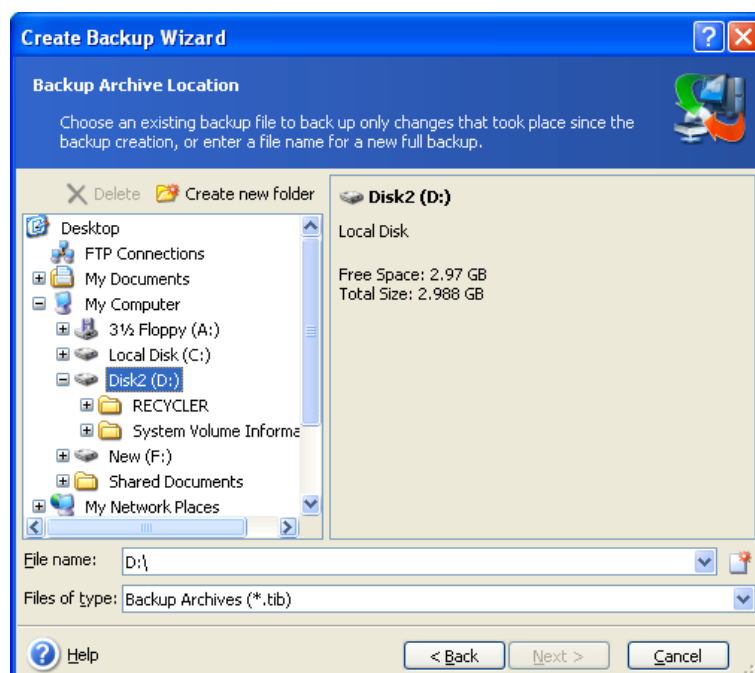 Create Backup Wizard
Backup Archive Location
Choose an existing backup file to back up only changes that took place since the
backup creation, or enter a file name for a new full backup.
Delete Create new folder
Desktop
FTP Connections
My Documents
My Computer
3½ Floppy (A:)
Local Disk (C:)
Disk2 (D:)
RECYCLER
System Volume Informa
New (F:)
Shared Documents
My Network Places
Disk2 (D:)
Local Disk
Free Space: 2.97 GB
Total Size: 2.988 GB
File name: D:\
Files of type: Backup Archives (*.tib)
Help < Back Next > Cancel